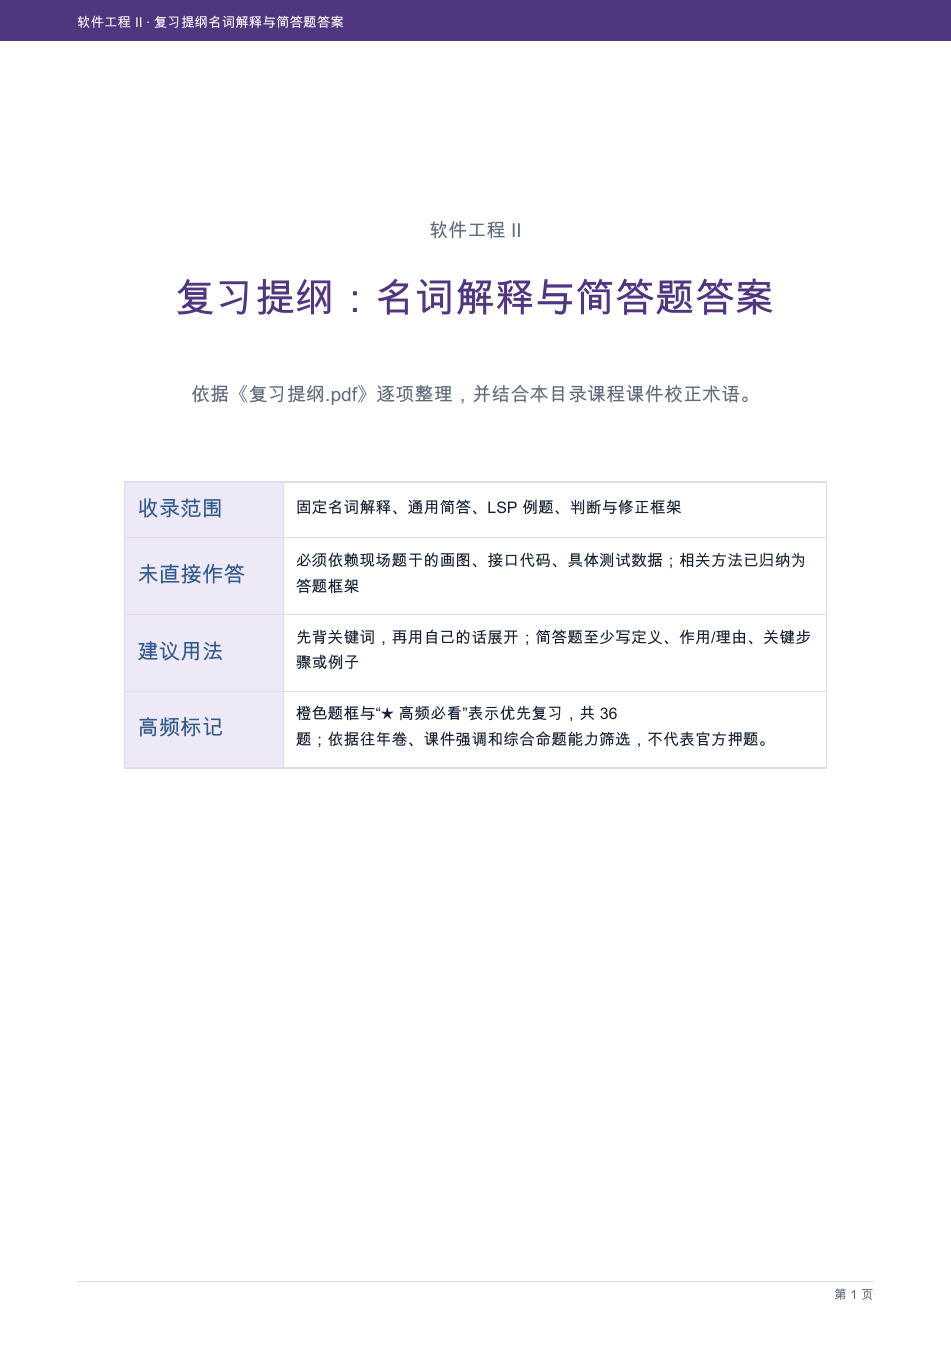 软件工程 II · 复习提纲名词解释与简答题答案
软件工程 II
复习提纲：名词解释与简答题答案
依据《复习提纲.pdf》逐项整理，并结合本目录课程课件校正术语。
收录范围
固定名词解释、通用简答、LSP 例题、判断与修正框架
未直接作答
必须依赖现场题干的画图、接口代码、具体测试数据；相关方法已归纳为
答题框架
建议用法
先背关键词，再用自己的话展开；简答题至少写定义、作用/理由、关键步
骤或例子
高频标记
橙色题框与“★ 高频必看”表示优先复习，共 36
题；依据往年卷、课件强调和综合命题能力筛选，不代表官方押题。
第 1 页